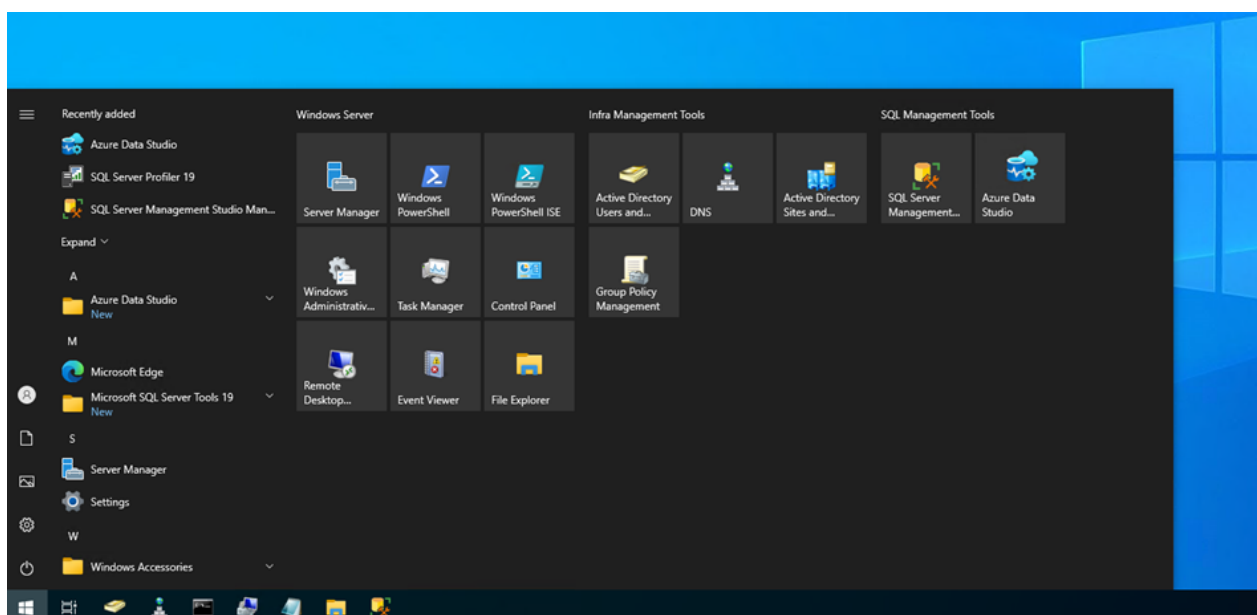 Recently added
Azure Data Studio
SQL Server Profiler 19
SQL Server Management Studio Man...
Expand
A
Azure Data Studio
New
M
Microsoft Edge
Microsoft SQL Server Tools 19
New
S
Server Manager
Settings
W
Windows Accessories
Windows Server
Server Manager
Windows
PowerShell
Windows
PowerShell ISE
Windows
Administrativ...
Task Manager
Control Panel
Remote
Desktop...
Event Viewer
File Explorer
Infra Management Tools
Active Directory
Users and...
DNS
Active Directory
Sites and...
Group Policy
Management
SQL Management Tools
SQL Server
Management...
Azure Data
Studio